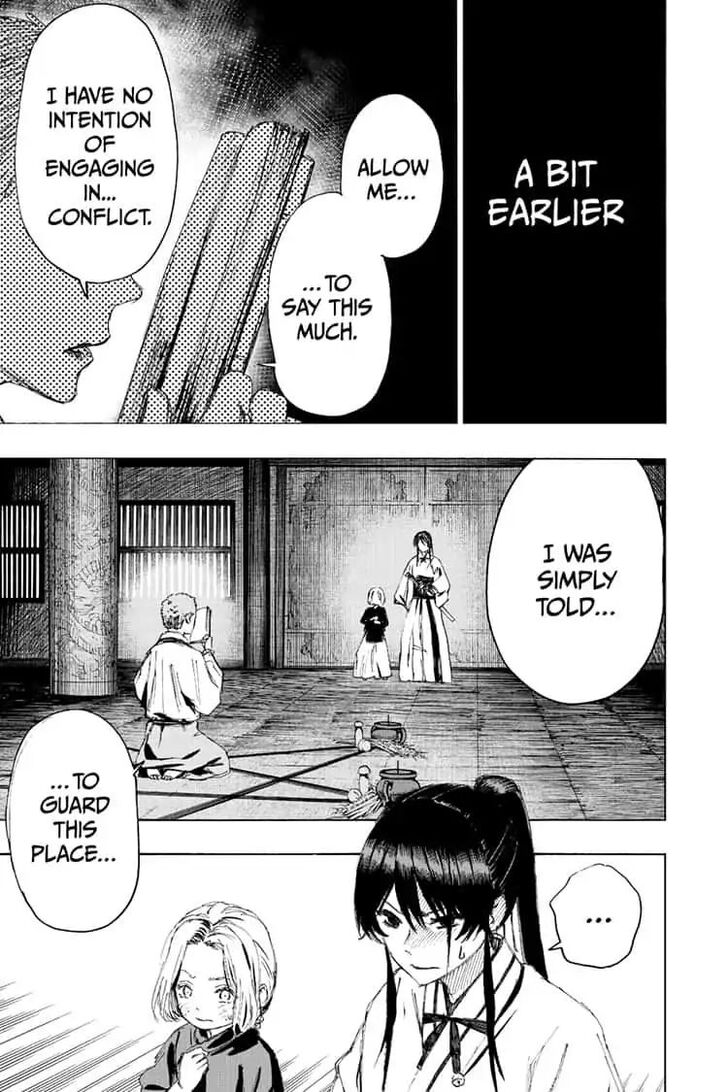 A BIT
EARLIER
ALLOW
ME...
...TO
SAY THIS
MUCH.
I HAVE NO
INTENTION
OF
ENGAGING
IN...
CONFLICT.
I WAS
SIMPLY
TOLD...
...TO
GUARD
THIS
PLACE...
...